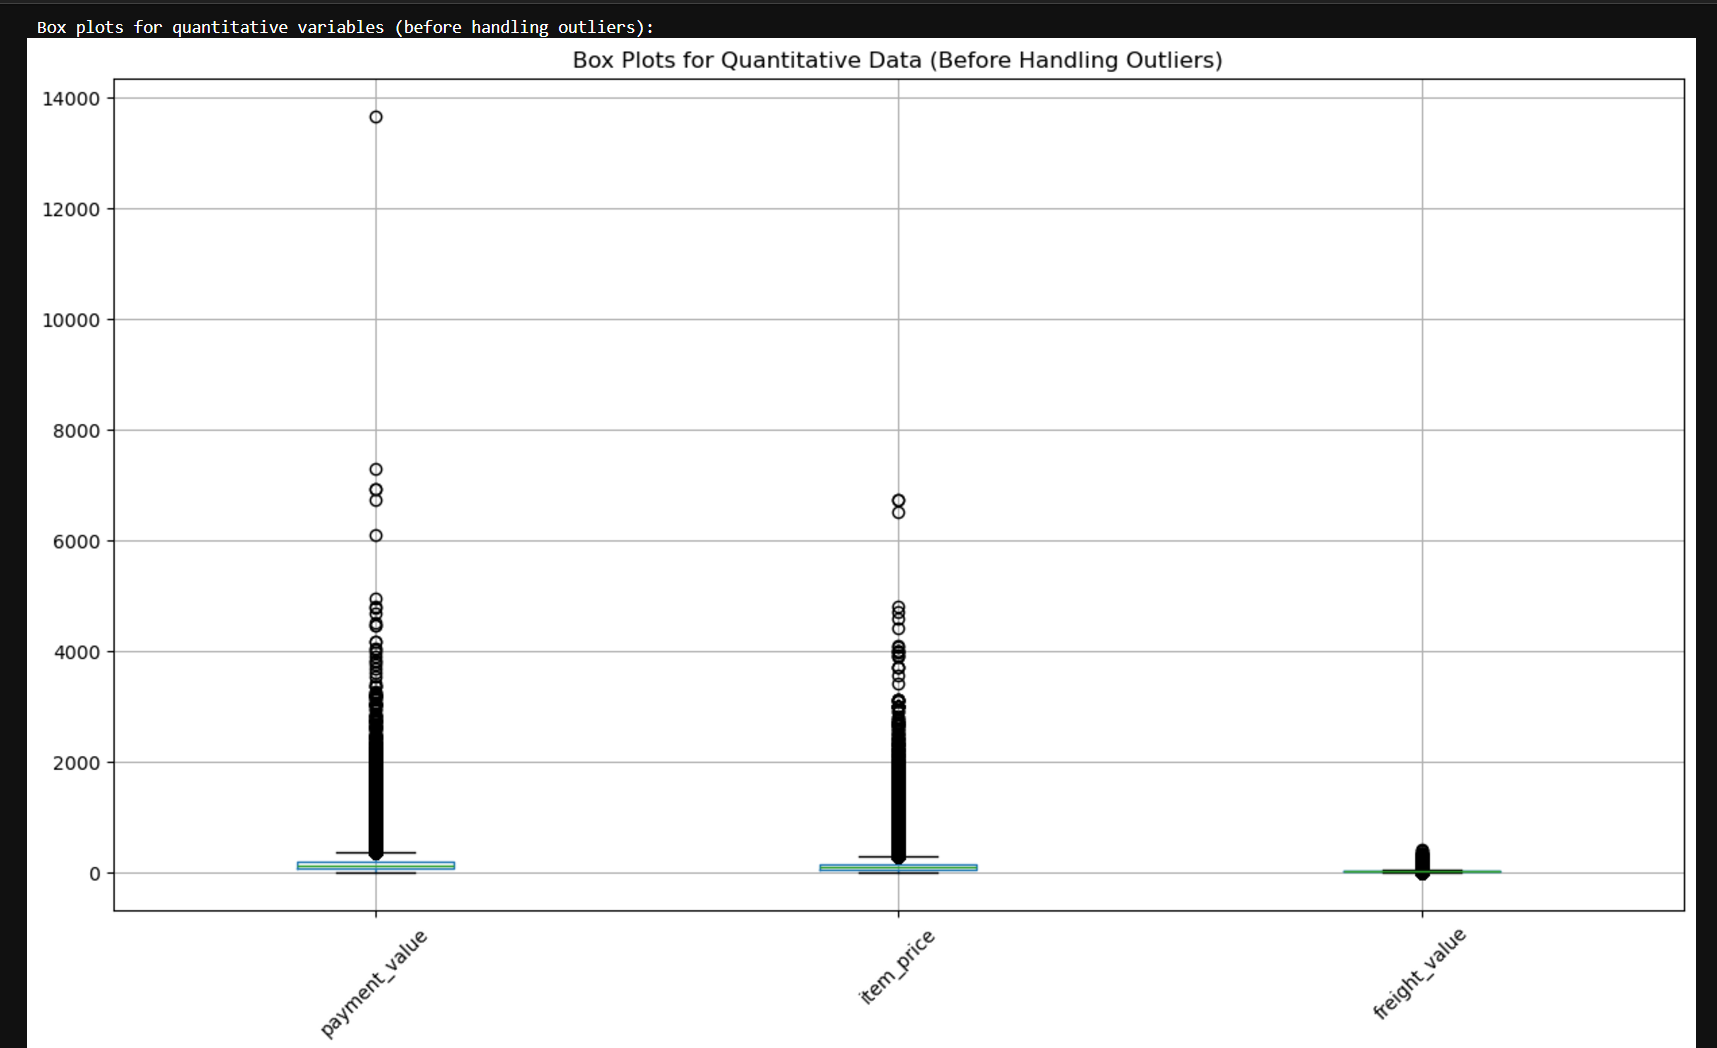 Box plots for quantitative variables (before handling outliers):
Box Plots for Quantitative Data (Before Handling Outliers)
14000
12000
10000
8000
6000
4000
2000
0
payment_value
item_price
freight_value